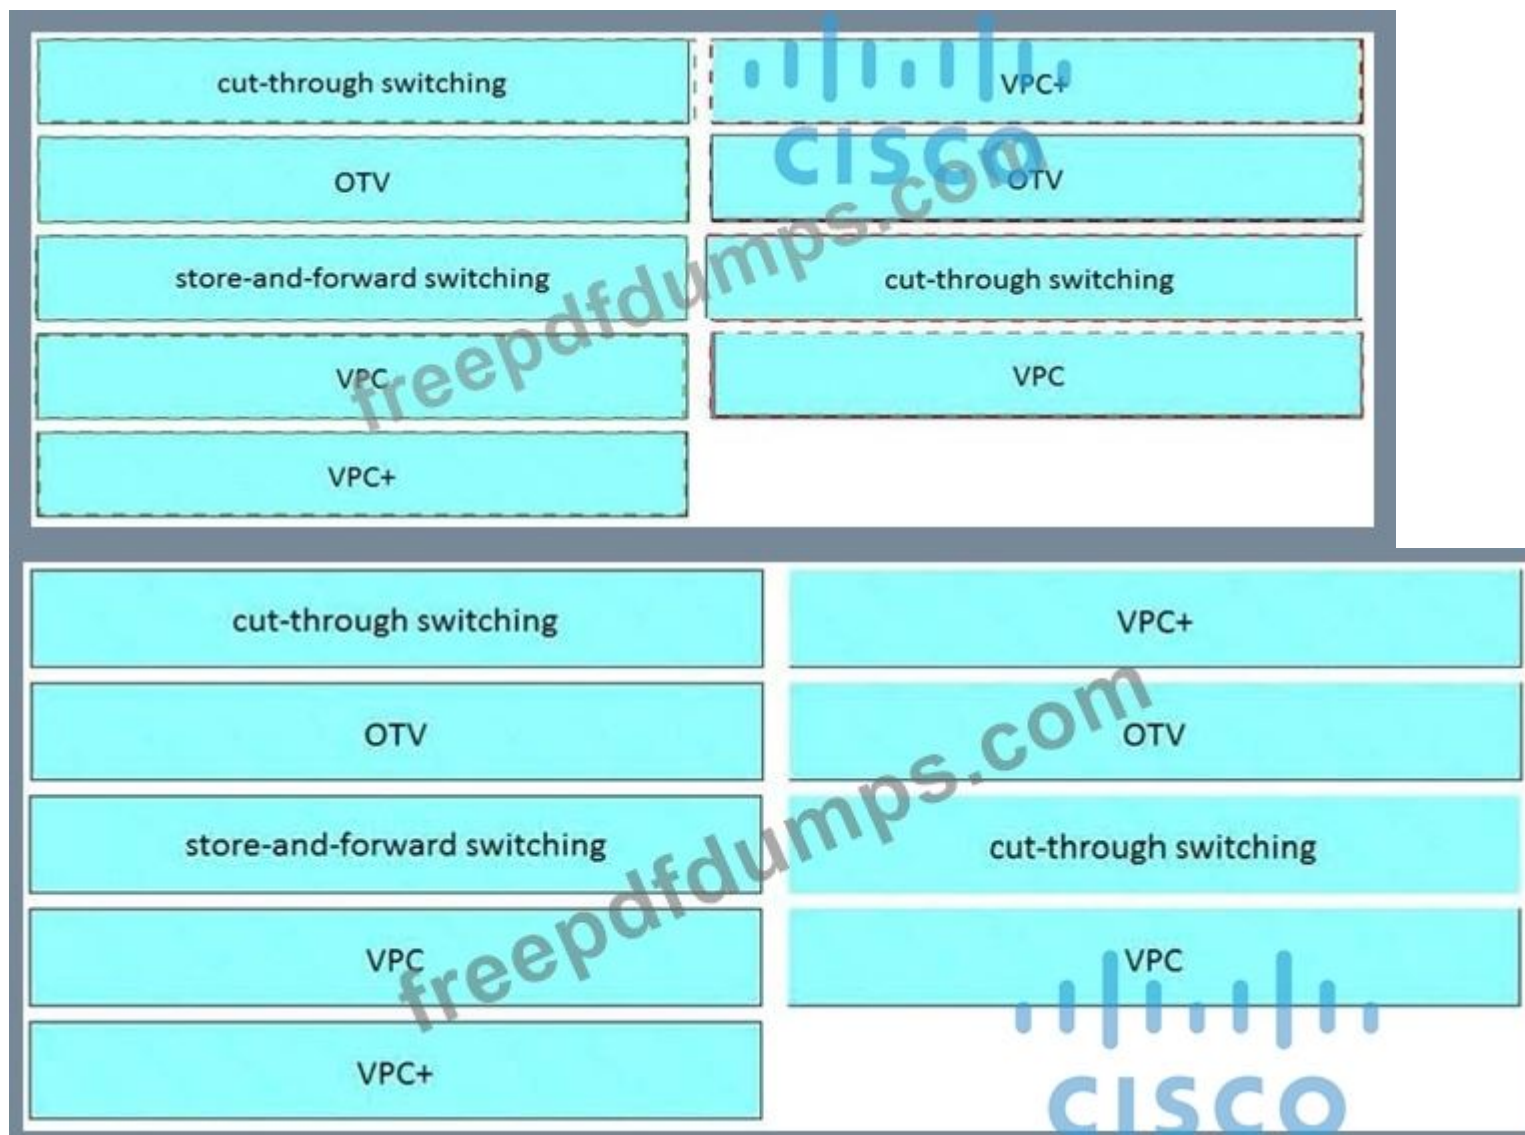 cut-through switching
VPC+
CISCO
OTV
OTV
store-and-forward switching
cut-through switching
VPC
VPC
VPC+
freepdfdumps.com
cut-through switching
VPC+
OTV
OTV
store-and-forward switching
cut-through switching
VPC
VPC
VPC+
freepdfdumps.com
CISCO